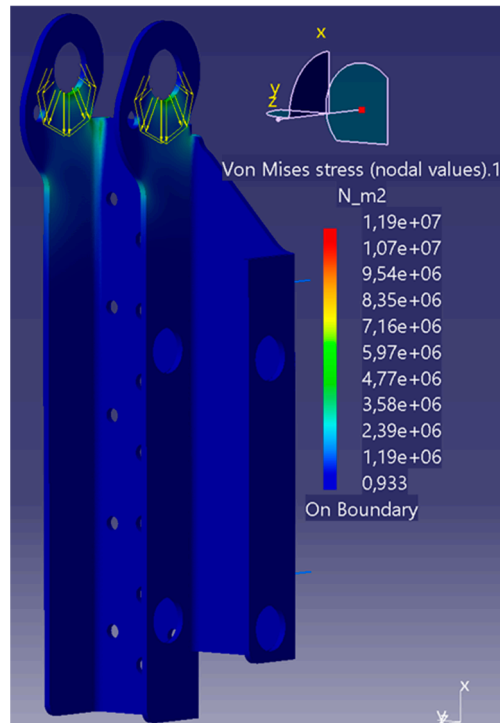 x
y
z
Von Mises stress (nodal values).1
N_m2
1,19e+07
1,07e+07
9,54e+06
8,35e+06
7,16e+06
5,97e+06
4,77e+06
3,58e+06
2,39e+06
1,19e+06
0,933
On Boundary
x
y